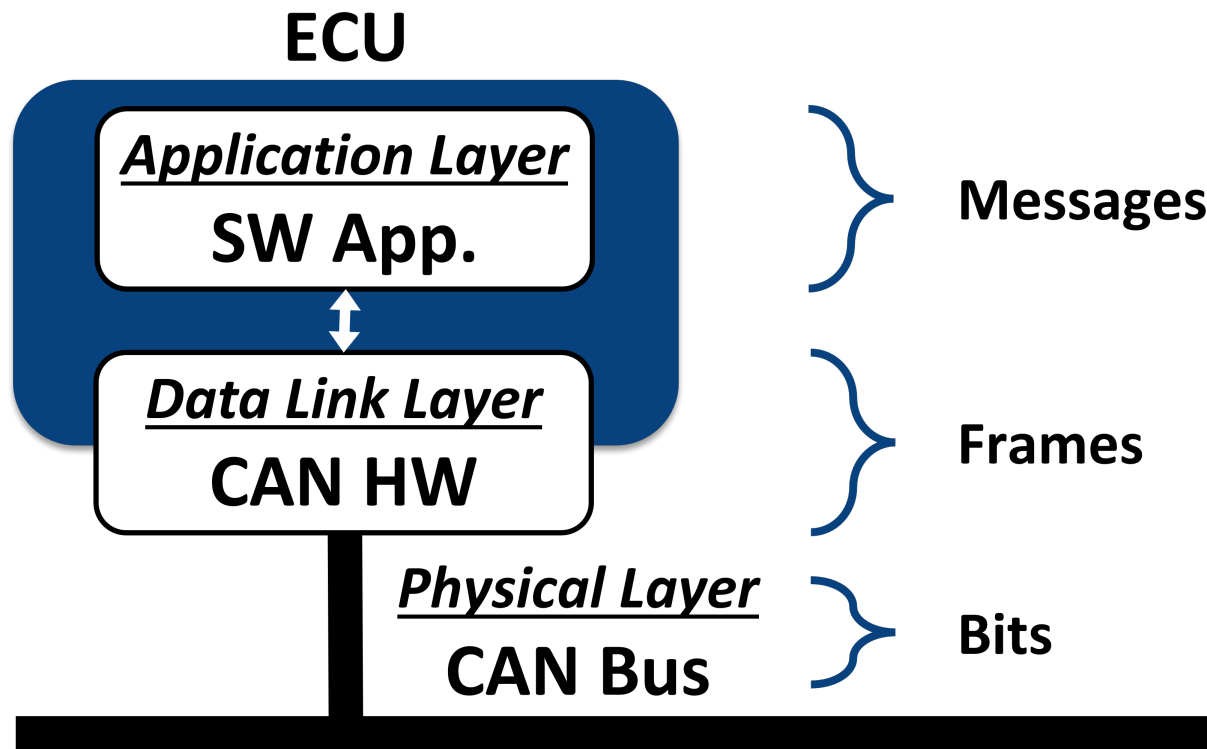 ECU
Application Layer
SW App.
Messages
Data Link Layer
CAN HW
Frames
Physical Layer
CAN Bus
Bits